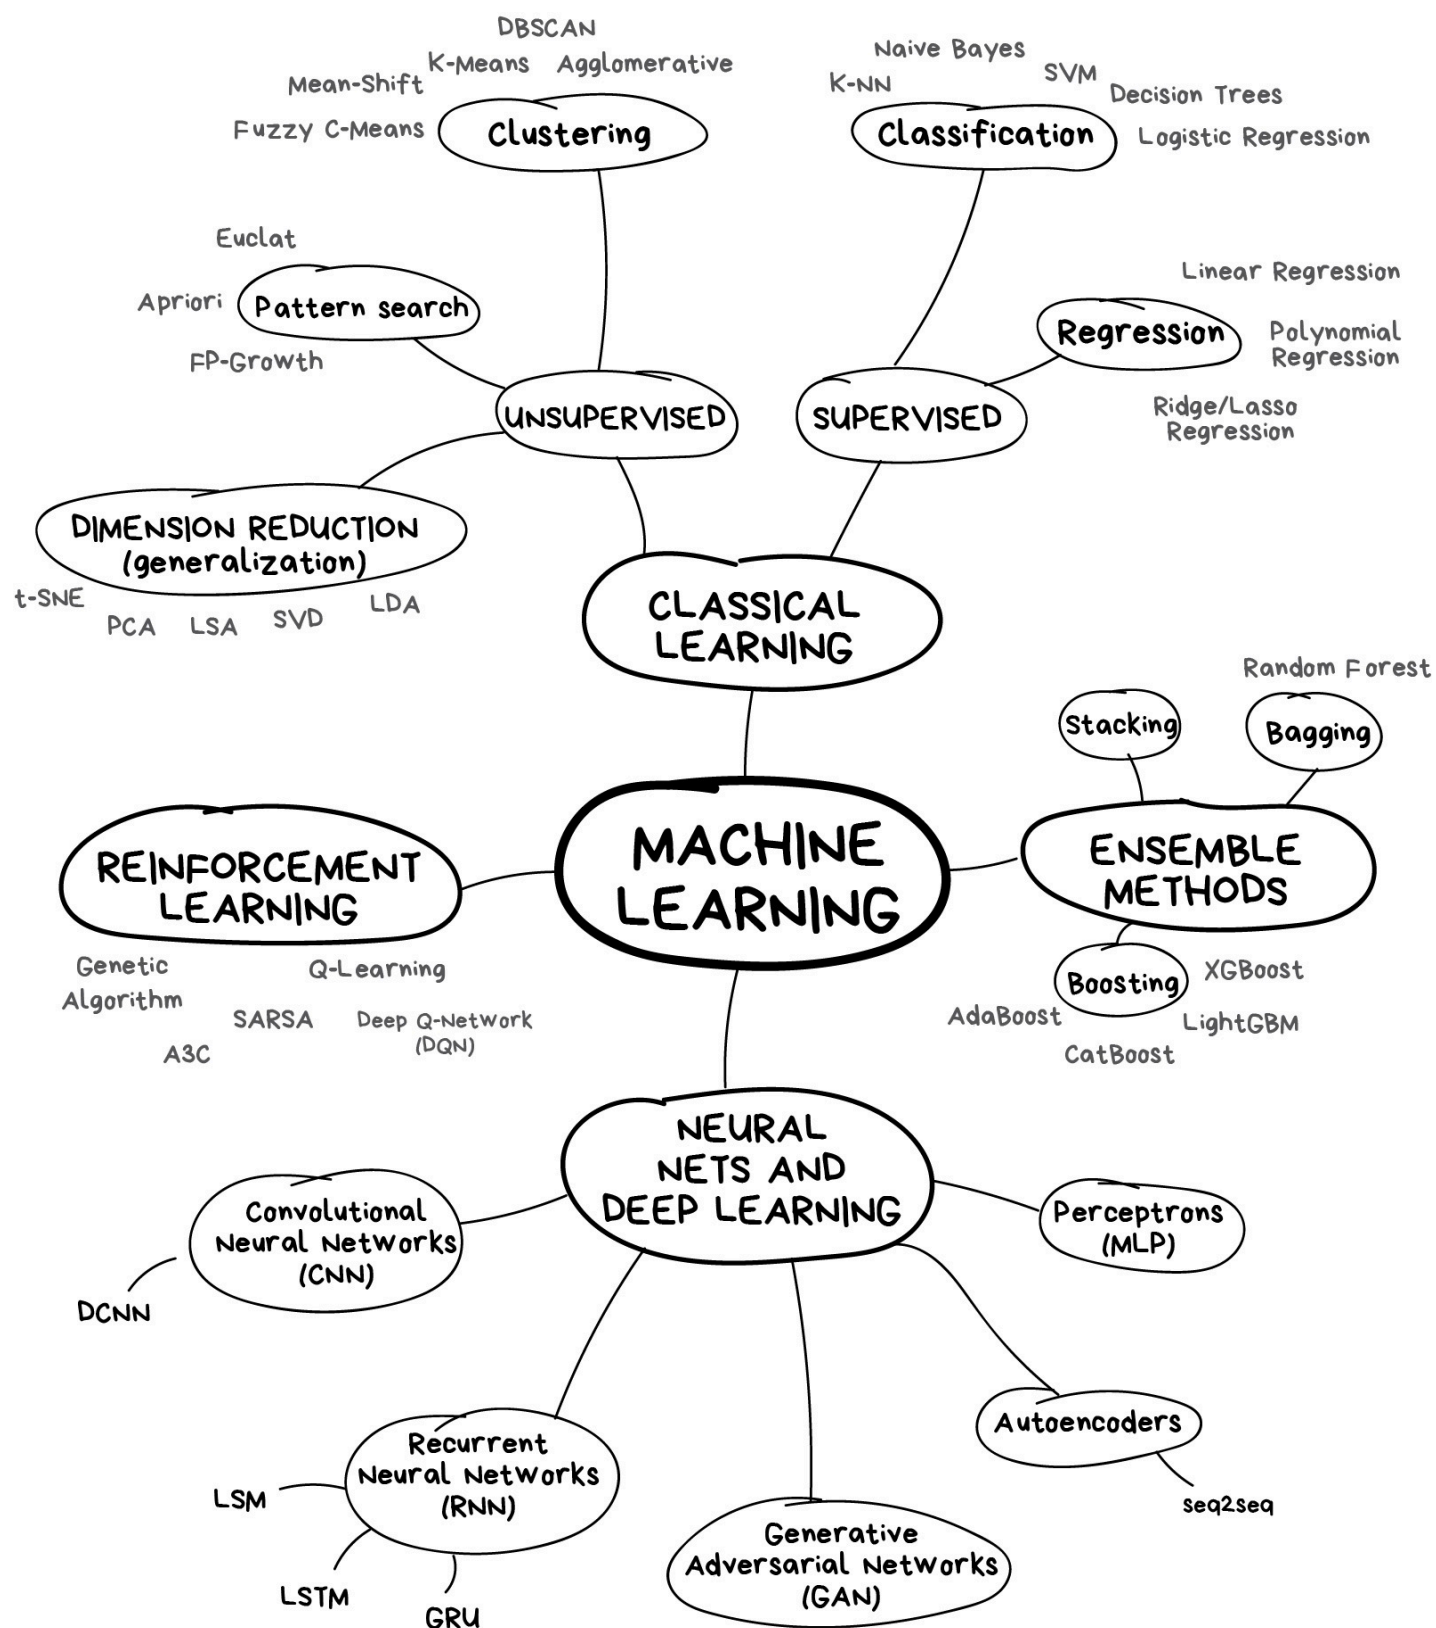 DBSCAN
K-Means
Agglomerative
Mean-Shift
Fuzzy C-Means
Clustering
Naive Bayes
K-NN
SVM
Decision Trees
Classification
Logistic Regression
Euclat
Apriori
Pattern search
FP-Growth
Linear Regression
Regression
Polynomial
Regression
Ridge/Lasso
Regression
UNSUPERVISED
SUPERVISED
DIMENSION REDUCTION
(generalization)
t-SNE
PCA
LSA
SVD
LDA
CLASSICAL
LEARNING
Random Forest
Stacking
Bagging
MACHINE
LEARNING
REINFORCEMENT
LEARNING
ENSEMBLE
METHODS
Genetic
Algorithm
Q-Learning
SARSA
Deep Q-Network
(DQN)
A3C
Boosting
XGBoost
AdaBoost
LightGBM
CatBoost
NEURAL
NETS AND
DEEP LEARNING
Convolutional
Neural Networks
(CNN)
DCNN
Perceptrons
(MLP)
Autoencoders
seq2seq
Recurrent
Neural Networks
(RNN)
LSM
LSTM
GRU
Generative
Adversarial Networks
(GAN)